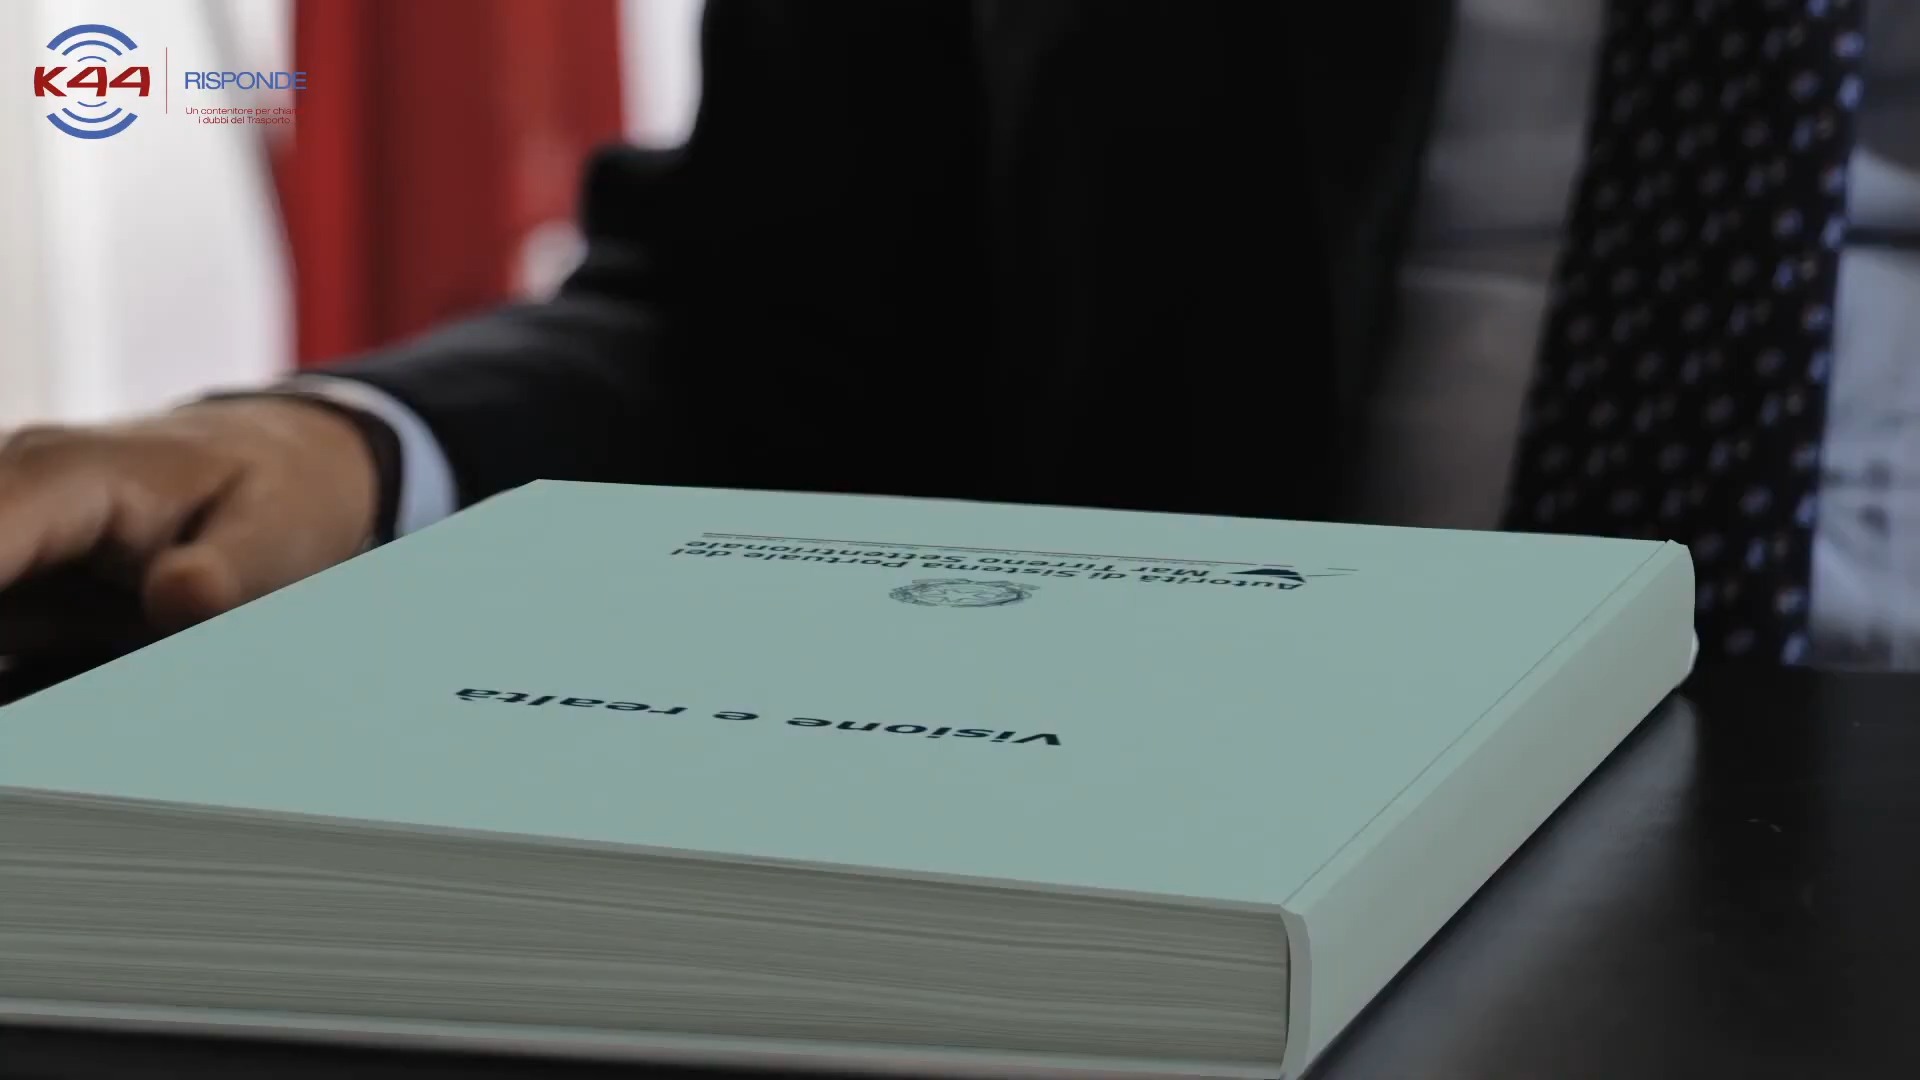 K44
RISPONDE
Un contenitore per chiar
i dubbi del Trasporto
Autorità di Sistema Portuale del
Mar Tirreno Settentrionale
Visione e realtà